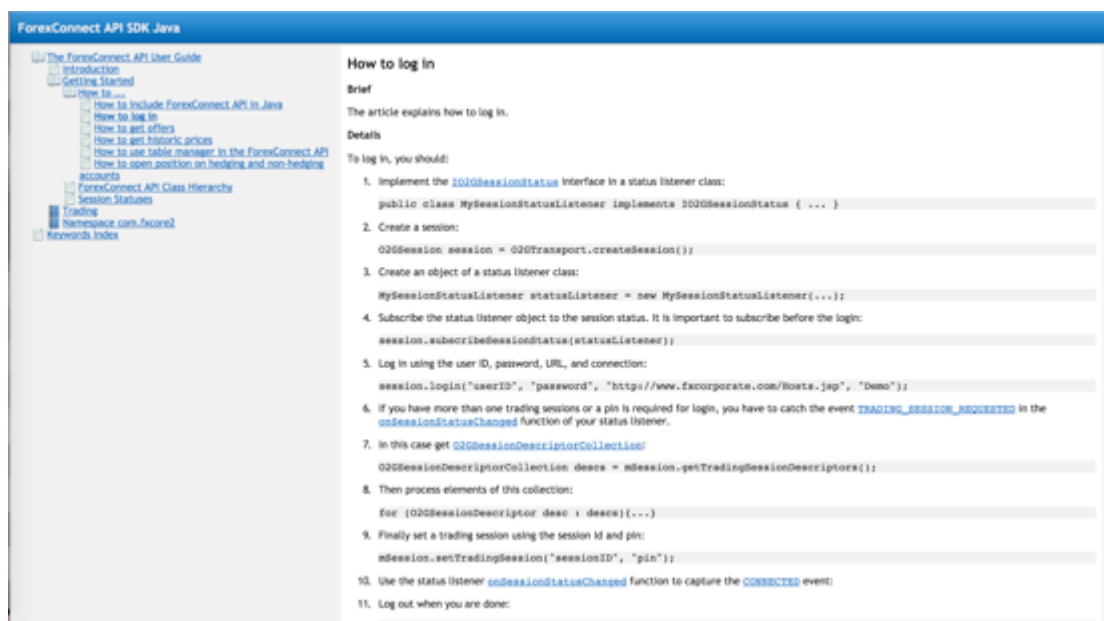 ForexConnect API SDK Java
The ForexConnect API User Guide
Introduction
Getting Started
How to ...
How to include ForexConnect API in Java
How to log in
How to get offers
How to get historic prices
How to use table manager in the ForexConnect API
How to open position on hedging and non-hedging
accounts
ForexConnect API Class Hierarchy
Session Statuses
Trading
Namespace com.fxcore2
Keywords Index
How to log in
Brief
The article explains how to log in.
Details
To log in, you should:
1. Implement the IO2GSessionStatus interface in a status listener class:
public class MySessionStatusListener implements IO2GSessionStatus { ... }
2. Create a session:
O2GSession session = O2GTransport.createSession();
3. Create an object of a status listener class:
MySessionStatusListener statusListener = new MySessionStatusListener(...);
4. Subscribe the status listener object to the session status. It is important to subscribe before the login:
session.subscribeSessionStatus(statusListener);
5. Log in using the user ID, password, URL, and connection:
session.login("userID", "password", "http://www.fxcorporate.com/Hosts.jsp", "Demo");
6. If you have more than one trading sessions or a pin is required for login, you have to catch the event TRADING_SESSION_REQUESTED in the
onSessionStatusChanged function of your status listener.
7. In this case get O2GSessionDescriptorCollection:
O2GSessionDescriptorCollection descs = mSession.getTradingSessionDescriptors();
8. Then process elements of this collection:
for (O2GSessionDescriptor desc : descs){...}
9. Finally set a trading session using the session id and pin:
mSession.setTradingSession("sessionID", "pin");
10. Use the status listener onSessionStatusChanged function to capture the CONNECTED event:
11. Log out when you are done: